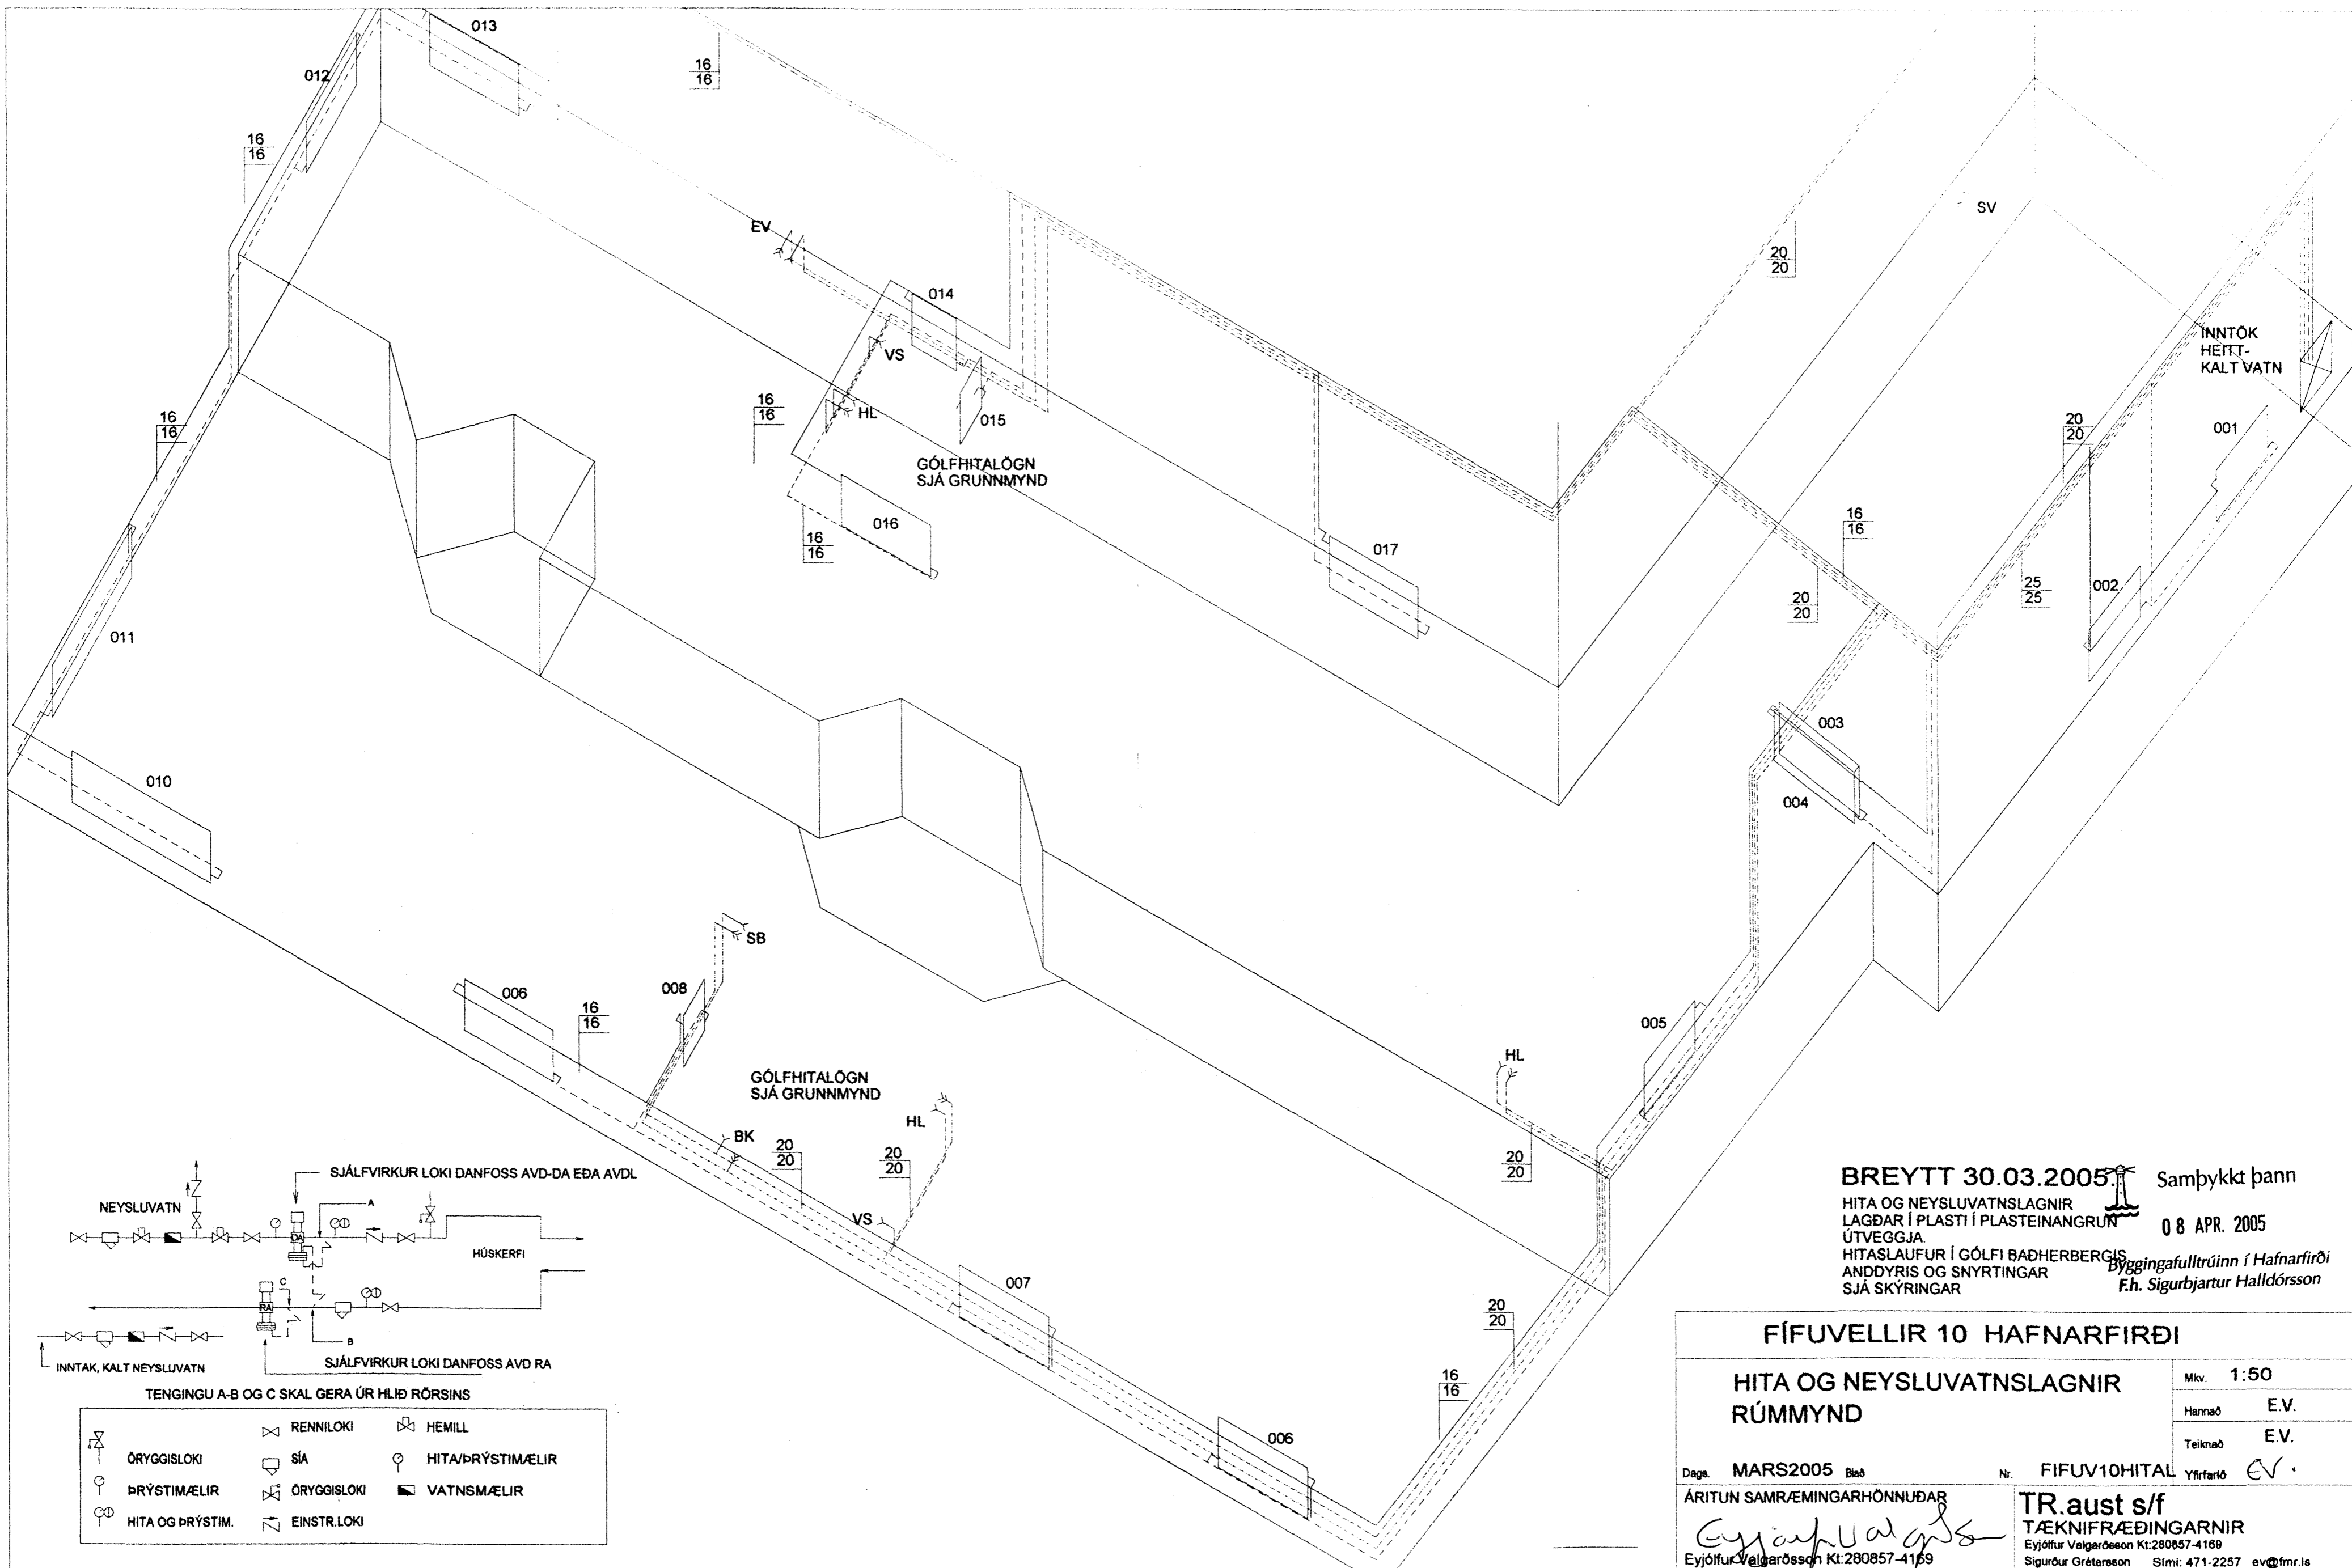 013
012
16
16
16
16
EV
SV
20
20
014
VS
HL
015
16
16
16
16
GÓLFHITALÖGN
SJÁ GRUNNMYND
016
16
16
017
INNTÖK
HEITT-
KALT VATN
001
20
20
16
16
25
25
002
20
20
011
003
004
010
SB
006
16
16
008
005
HL
GÓLFHITALÖGN
SJÁ GRUNNMYND
HL
BK
20
20
20
20
20
20
VS
007
20
20
16
16
006
SJÁLFVIRKUR LOKI DANFOSS AVD-DA EÐA AVDL
NEYSLUVATN
A
DA
HÚSKERFI
C
RA
B
INNTAK, KALT NEYSLUVATN
SJÁLFVIRKUR LOKI DANFOSS AVD RA
TENGINGU A-B OG C SKAL GERA ÚR HLIÐ RÖRSINS
ÖRYGGISLOKI
RENNILOKI
HEMILL
SÍA
HITA/ÞRÝSTIMÆLIR
ÞRÝSTIMÆLIR
ÖRYGGISLOKI
VATNSMÆLIR
HITA OG ÞRÝSTIM.
EINSTR.LOKI
BREYTT 30.03.2005.
HITA OG NEYSLUVATNSLAGNIR
LAGÐAR Í PLASTI Í PLASTEINANGRUN
ÚTVEGGJA.
HITASLAUFUR Í GÓLFI BAÐHERBERGIS
ANDDYRIS OG SNYRTINGAR
SJÁ SKÝRINGAR
Samþykkt þann
08 APR. 2005
Byggingafulltrúinn í Hafnarfirði
F.h. Sigurbjartur Halldórsson
FÍFUVELLIR 10 HAFNARFIRÐI
HITA OG NEYSLUVATNSLAGNIR
RÚMMYND
Mkv. 1:50
Hannað E.V.
Teiknað E.V.
Dags. MARS2005 Blað Nr. FIFUV10HITAL Yfirfarið EV.
ÁRITUN SAMRÆMINGARHÖNNUÐAR
Eyjólfur Valgarðsson Kt:280857-4169
TR.aust s/f
TÆKNIFRÆÐINGARNIR
Eyjólfur Valgarðsson Kt:280857-4169
Sigurður Grétarsson Sími: 471-2257 ev@fmr.is